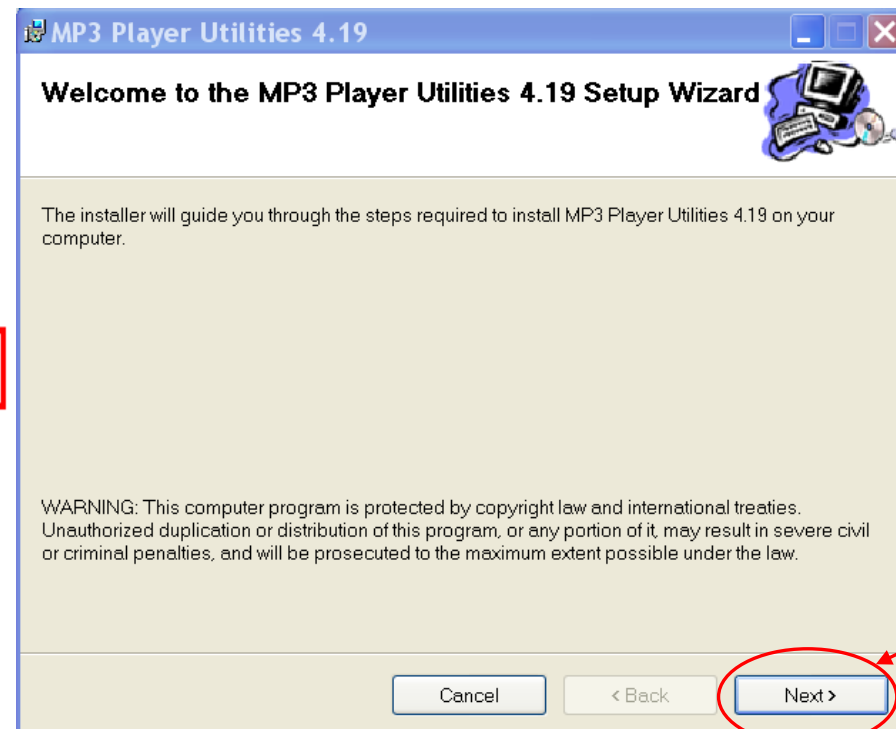 MP3 Player Utilities 4.19
Welcome to the MP3 Player Utilities 4.19 Setup Wizard
The installer will guide you through the steps required to install MP3 Player Utilities 4.19 on your
computer.
WARNING: This computer program is protected by copyright law and international treaties.
Unauthorized duplication or distribution of this program, or any portion of it, may result in severe civil
or criminal penalties, and will be prosecuted to the maximum extent possible under the law.
Cancel
< Back
Next >